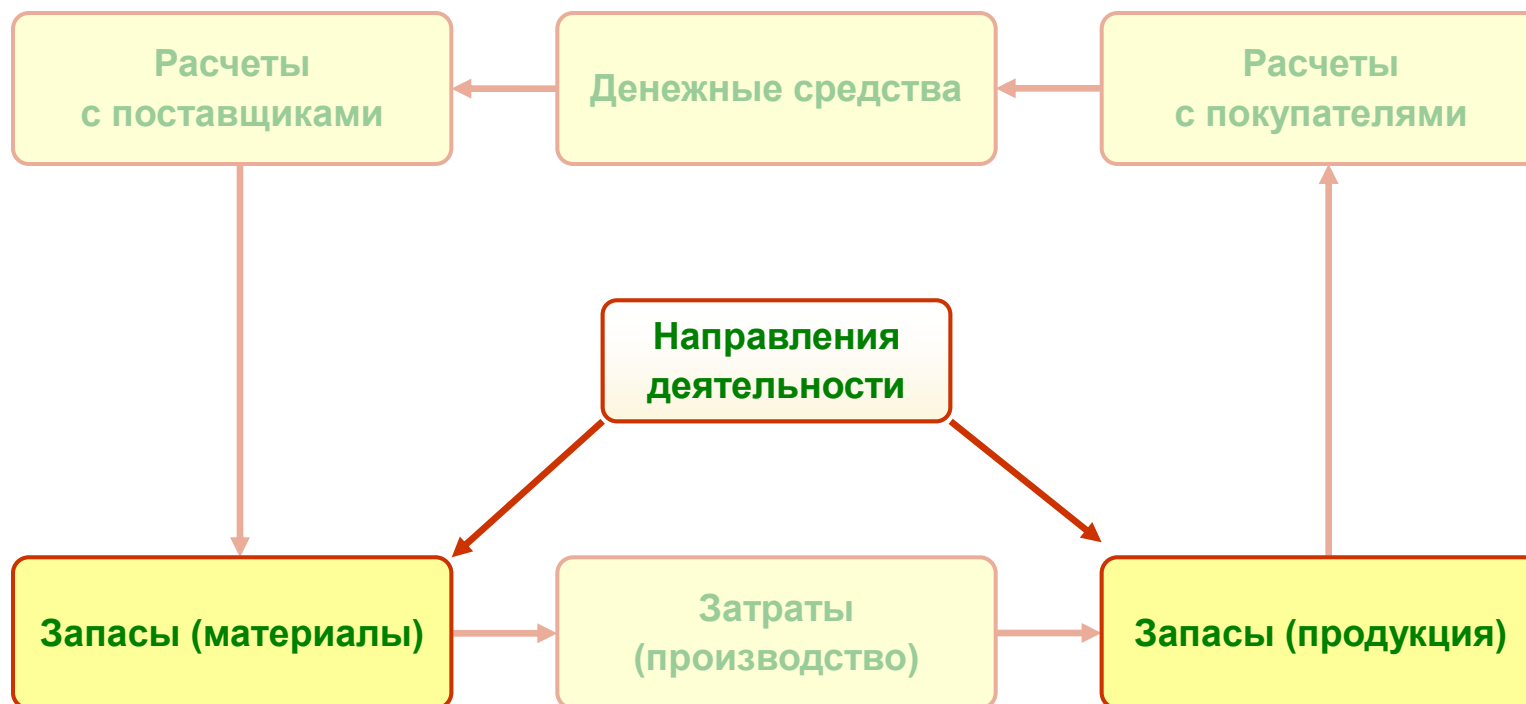 Расчеты
с поставщиками
Денежные средства
Расчеты
с покупателями
Направления
деятельности
Запасы (материалы)
Затраты
(производство)
Запасы (продукция)